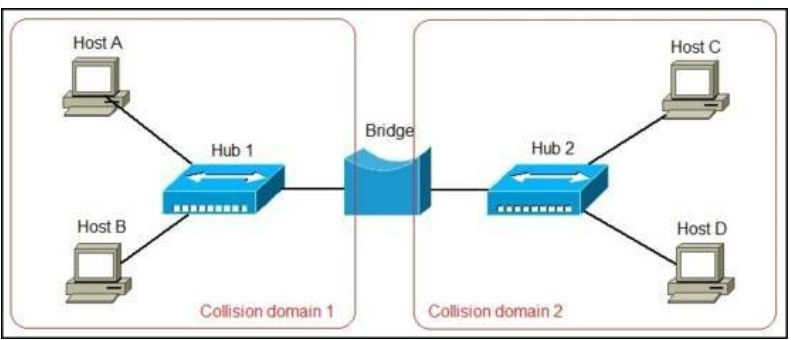 Host A
Host C
Bridge
Hub 1
Hub 2
Host B
Host D
Collision domain 1
Collision domain 2